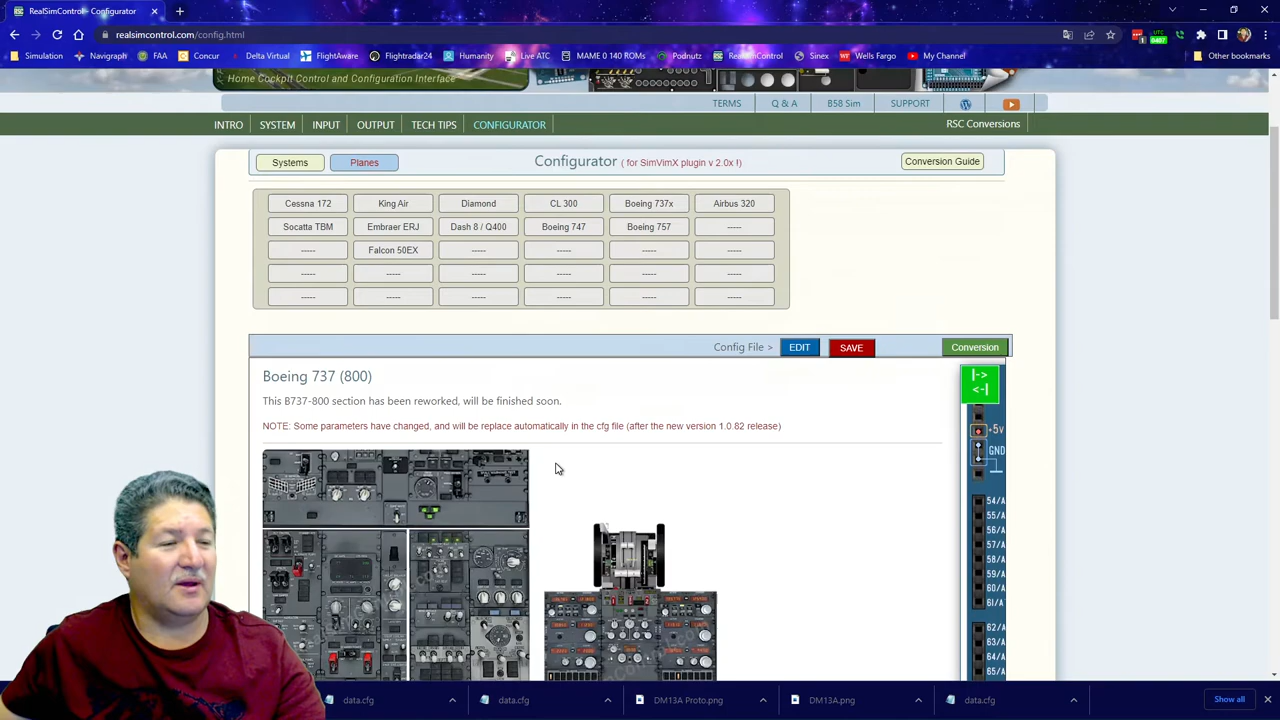 RealSimControl - Configurator
realsimcontrol.com/config.html
Simulation Navigraph FAA Concur Delta Virtual FlightAware Flightradar24 Humanity Live ATC MAME 0 140 ROMs Podnutz RealSimControl Sinex Wells Fargo My Channel Other bookmarks
Home Cockpit Control and Configuration Interface
TERMS Q & A B58 Sim SUPPORT
INTRO SYSTEM INPUT OUTPUT TECH TIPS CONFIGURATOR RSC Conversions
Systems Planes Configurator ( for SimVimX plugin v 2.0x !) Conversion Guide
Cessna 172 King Air Diamond CL 300 Boeing 737x Airbus 320
Socatta TBM Embraer ERJ Dash 8 / Q400 Boeing 747 Boeing 757 -----
----- Falcon 50EX ----- ----- ----- -----
----- ----- ----- ----- ----- -----
----- ----- ----- ----- ----- -----
Config File > EDIT SAVE Conversion
Boeing 737 (800)
This B737-800 section has been reworked, will be finished soon.
NOTE: Some parameters have changed, and will be replace automatically in the cfg file (after the new version 1.0.82 release)
|->
<-|
+5v
GND
54/A
55/A
56/A
57/A
58/A
59/A
60/A
61/A
62/A
63/A
64/A
65/A
data.cfg data.cfg DM13A Proto.png DM13A.png data.cfg Show all